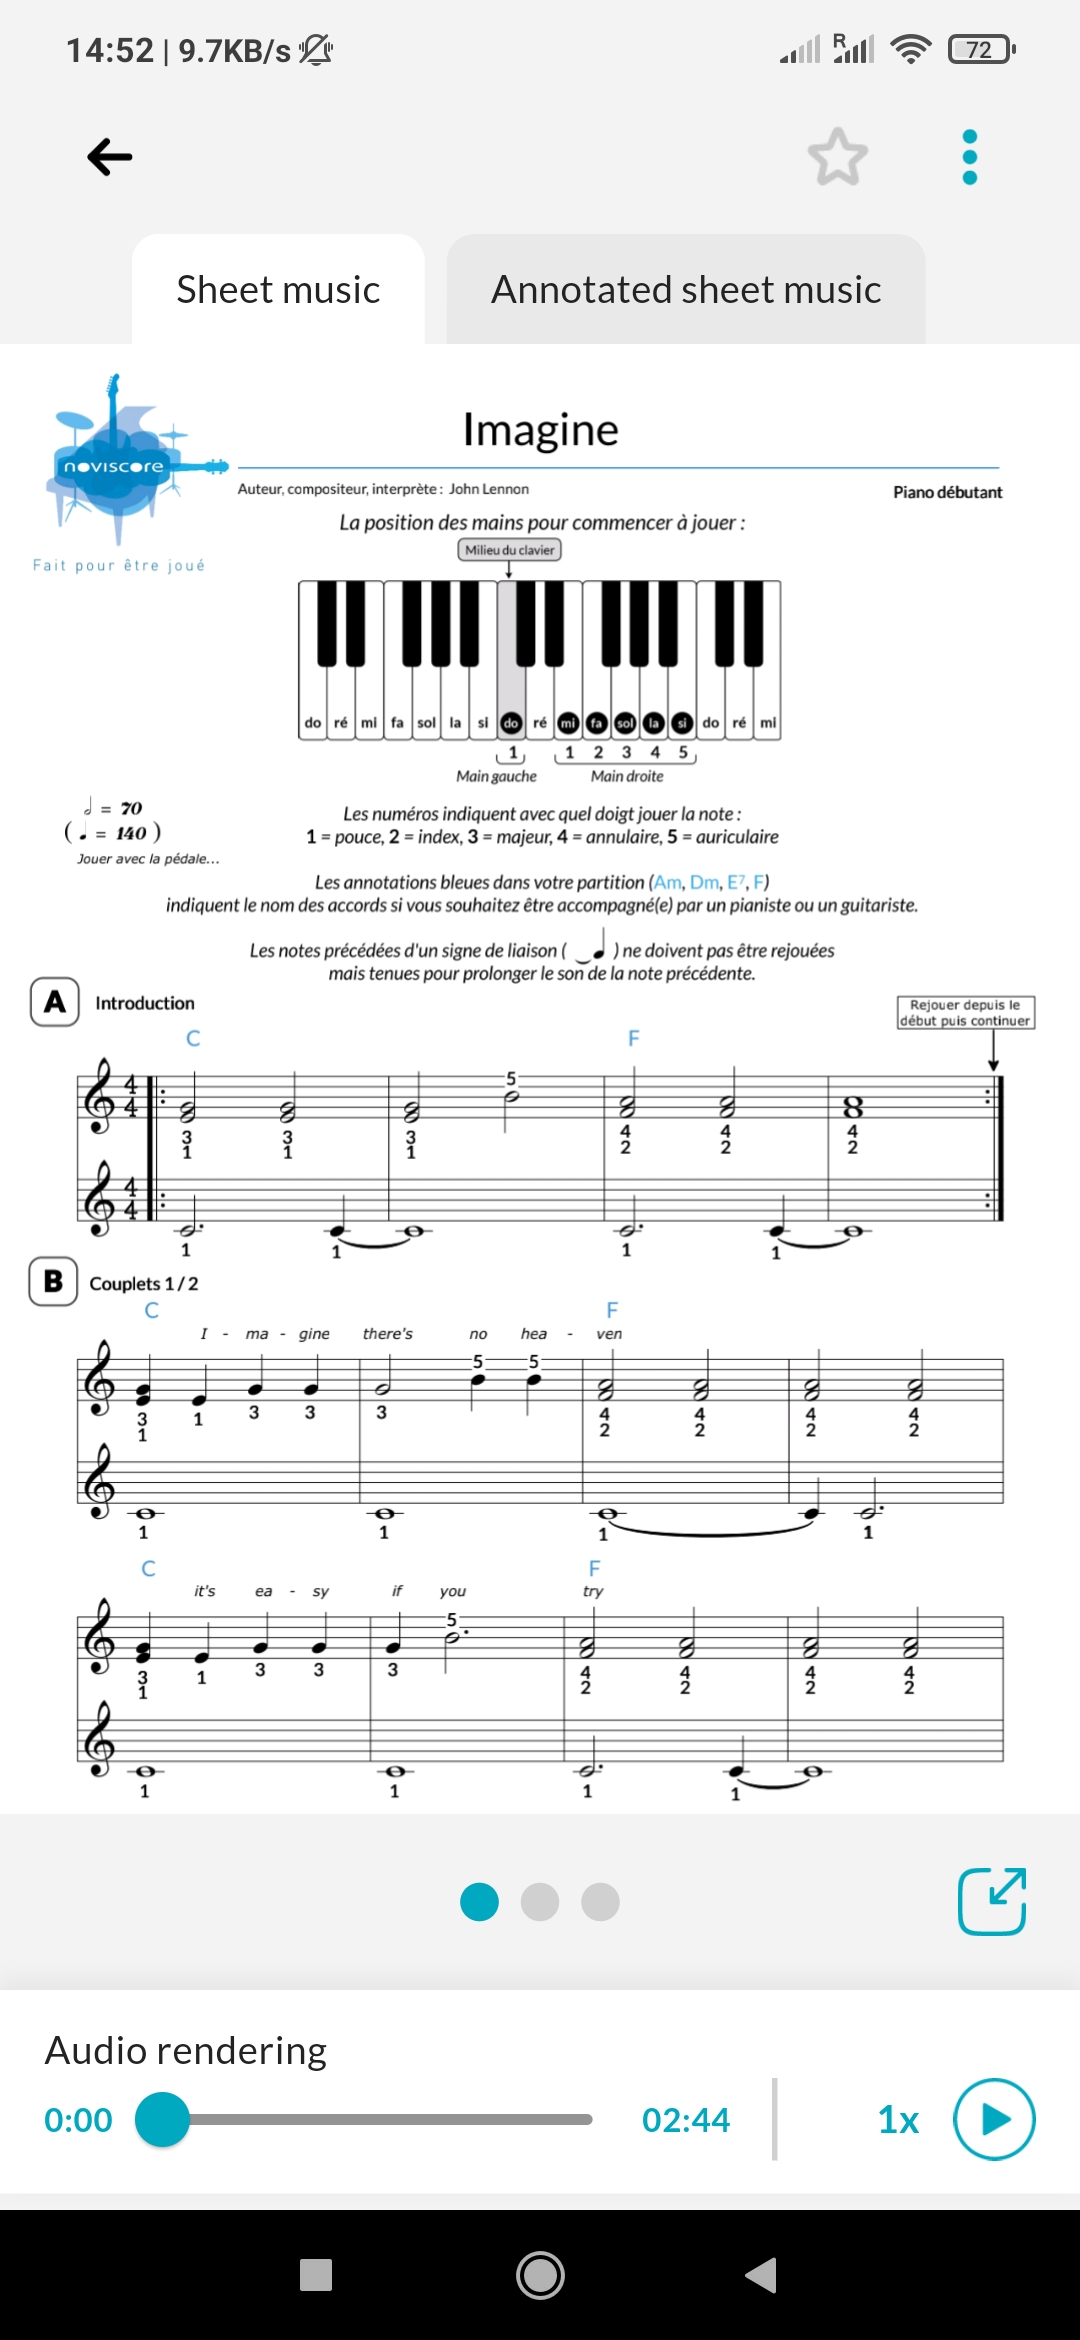 14:52 | 9.7KB/s
R
72
Sheet music
Annotated sheet music
Imagine
noviscore
Auteur, compositeur, interprète : John Lennon
Piano débutant
La position des mains pour commencer à jouer :
Milieu du clavier
Fait pour être joué
do ré mi fa sol la si do ré mi fa sol la si do ré mi
1 1 2 3 4 5
Main gauche Main droite
= 70
( = 140 )
Jouer avec la pédale...
Les numéros indiquent avec quel doigt jouer la note :
1 = pouce, 2 = index, 3 = majeur, 4 = annulaire, 5 = auriculaire
Les annotations bleues dans votre partition (Am, Dm, E7, F)
indiquent le nom des accords si vous souhaitez être accompagné(e) par un pianiste ou un guitariste.
Les notes précédées d'un signe de liaison ( ) ne doivent pas être rejouées
mais tenues pour prolonger le son de la note précédente.
A Introduction
Rejouer depuis le
début puis continuer
C F
5
4 4
3 3 3 4 4 4
1 1 1 2 2 2
4 4
1 1 1 1
B Couplets 1 / 2
C F
I - ma - gine there's no hea - ven
5 5
3 1 3 3 3 4 4 4 4
1 2 2 2 2
1 1 1 1
C F
it's ea - sy if you try
5
3 1 3 3 3 4 4 4 4
1 2 2 2 2
1 1 1 1
Audio rendering
0:00
02:44
1x